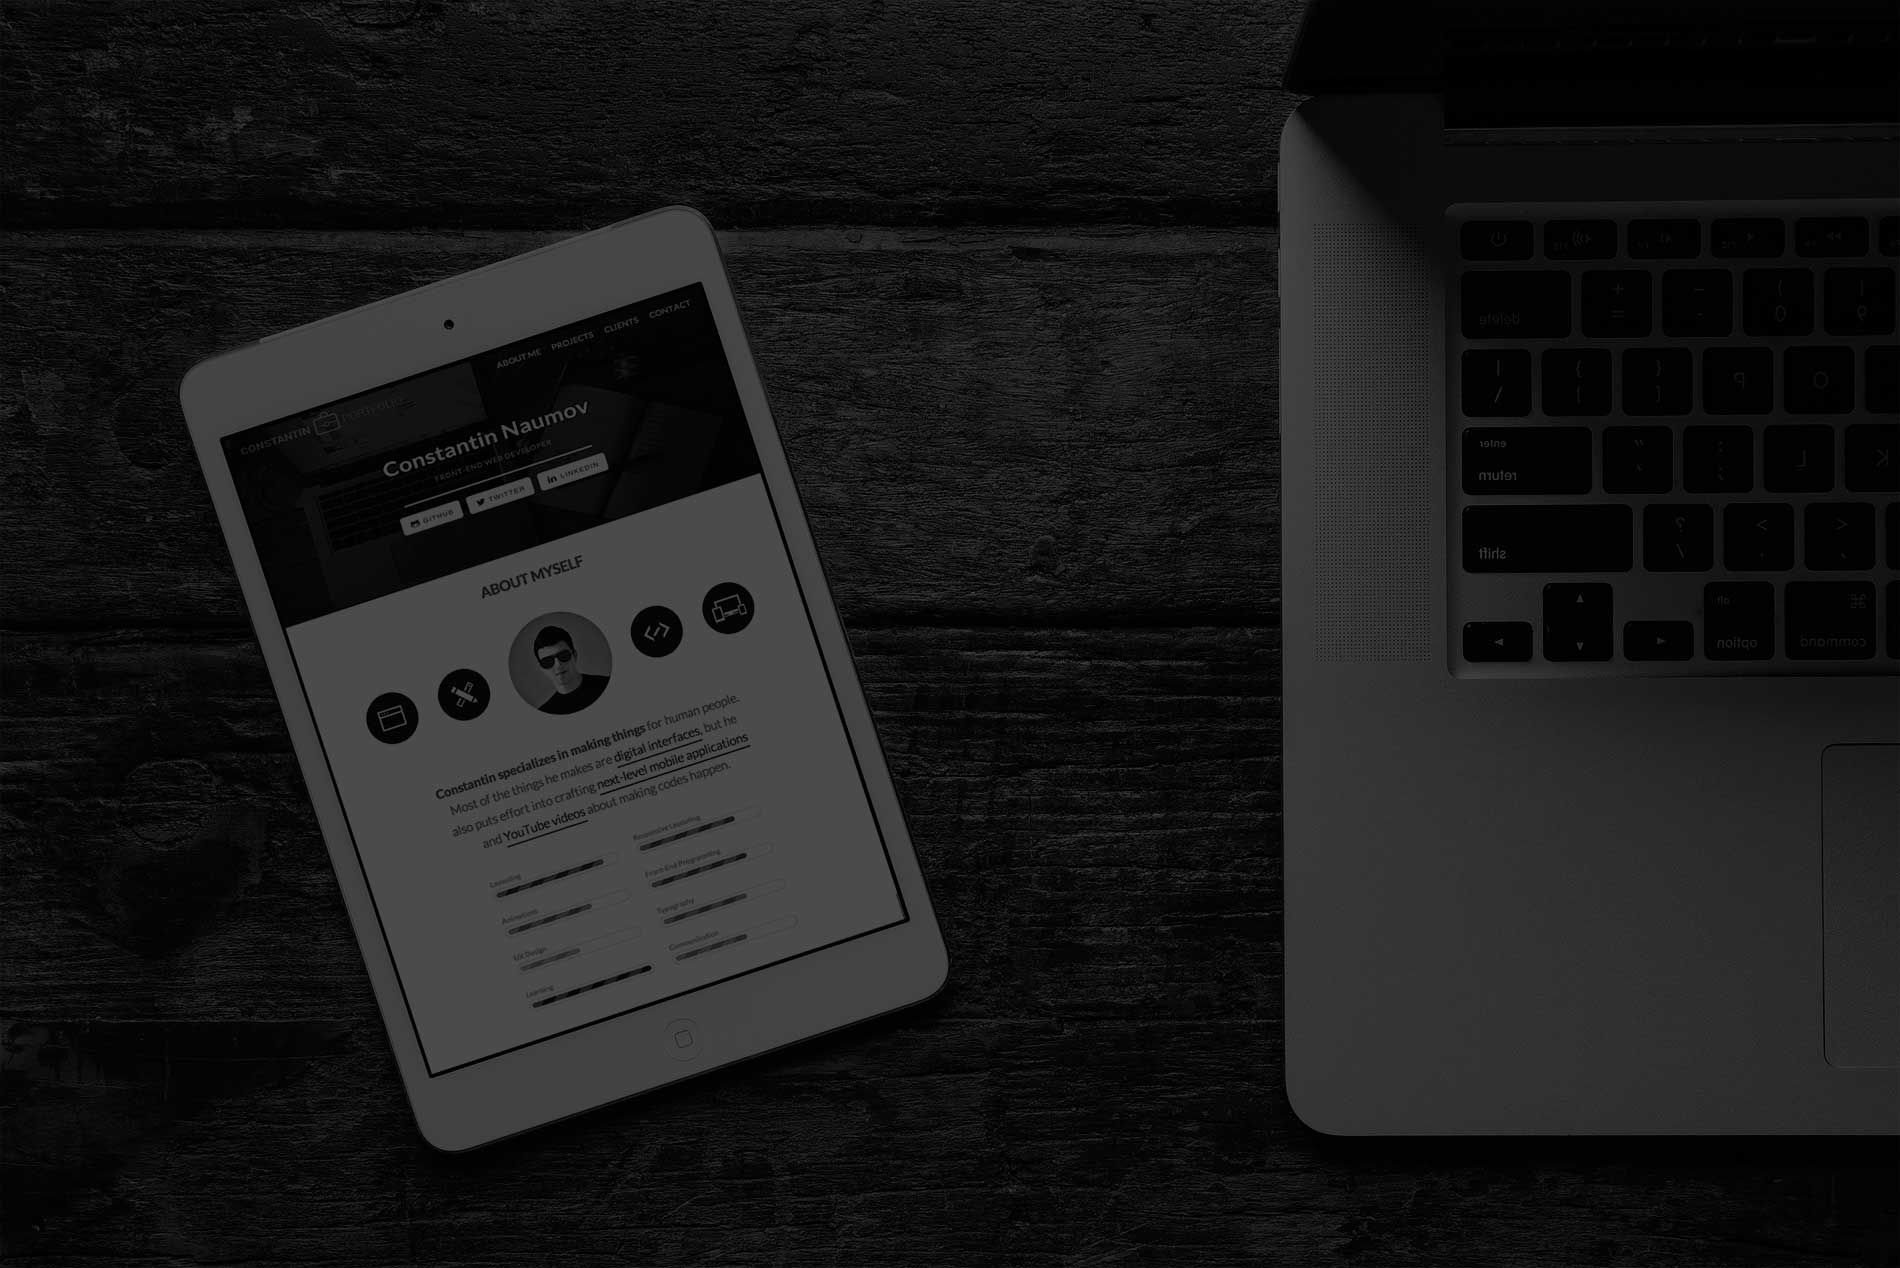 ABOUT ME PROJECTS CLIENTS CONTACT
CONSTANTIN PORTFOLIO
Constantin Naumov
FRONT-END WEB DEVELOPER
GITHUB TWITTER LINKEDIN
ABOUT MYSELF
Constantin specializes in making things for human people.
Most of the things he makes are digital interfaces, but he
also puts effort into crafting next-level mobile applications
and YouTube videos about making codes happen.
Layouting
Responsive Layouting
Animations
Front-End Programming
UX Design
Typography
Learning
Communication
delete
+ =
- -
P O
enter
return
L K
shift
? /
> .
< ,
alt
option
command